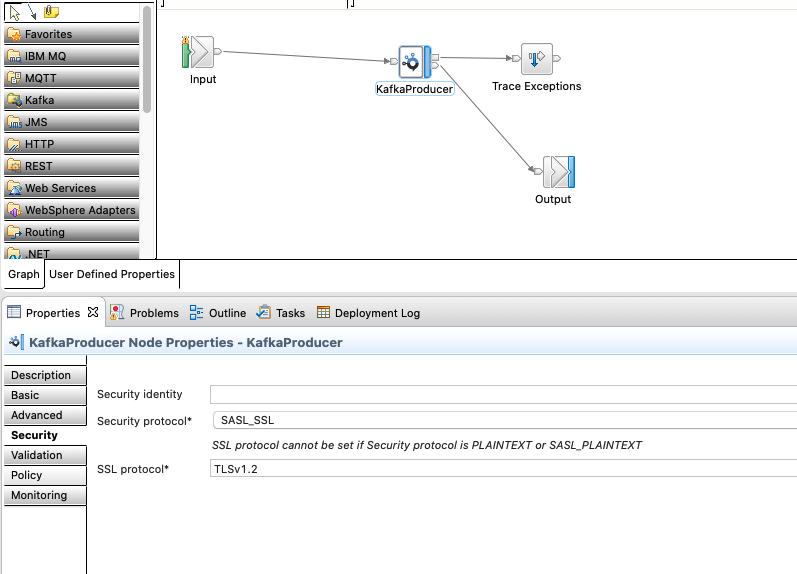 Favorites
IBM MQ
MQTT
Kafka
JMS
HTTP
REST
Web Services
WebSphere Adapters
Routing
.NET
Input
KafkaProducer
Trace Exceptions
Output
Graph
User Defined Properties
Properties
Problems
Outline
Tasks
Deployment Log
KafkaProducer Node Properties - KafkaProducer
Description
Basic
Advanced
Security
Validation
Policy
Monitoring
Security identity
Security protocol*
SASL_SSL
SSL protocol cannot be set if Security protocol is PLAINTEXT or SASL_PLAINTEXT
SSL protocol*
TLSv1.2